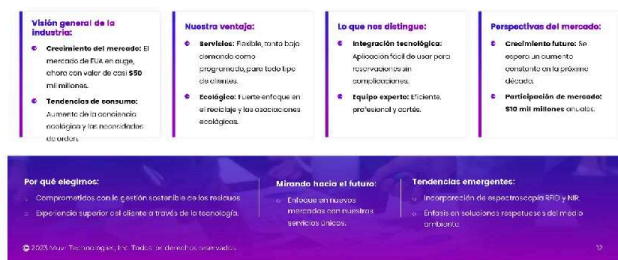 Visión general de la
industria:
Crecimiento del mercado: El
mercado de EUA en auge,
ahora con valor de casi $50
mil millones.
Tendencias de consumo:
Aumento de la conciencia
ecológica y las necesidades
de orden.
Nuestra ventaja:
Servicios: Flexible, tanto bajo
demanda como
programada, para todo tipo
de clientes.
Ecológico: Fuerte enfoque en
el reciclaje y las asociaciones
ecológicas.
Lo que nos distingue:
Integración tecnológica:
Aplicación fácil de usar para
reservaciones sin
complicaciones.
Equipo experto: Eficiente,
profesional y cortés.
Perspectivas del mercado:
Crecimiento futuro: Se
espera un aumento
constante en la próxima
década.
Participación de mercado:
$10 mil millones anuales.
Por qué elegirnos:
Comprometidos con la gestión sostenible de los residuos
Experiencia superior del cliente a través de la tecnología.
Mirando hacia el futuro:
Enfoque en nuevos
mercados con nuestros
servicios únicos.
Tendencias emergentes:
Incorporación de espectroscopía RFID y NIR.
Énfasis en soluciones respetuosas del medio
ambiente.
© 2023 Muvr Technologies, Inc. Todos los derechos reservados.
12